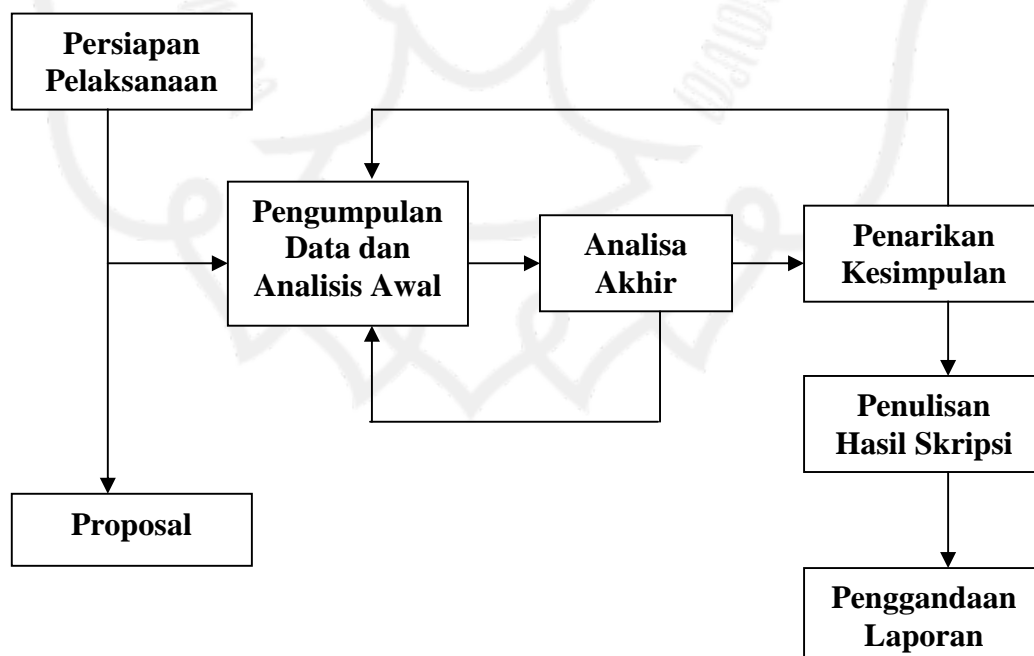 Persiapan
Pelaksanaan
Pengumpulan
Data dan
Analisis Awal
Analisa
Akhir
Penarikan
Kesimpulan
Penulisan
Hasil Skripsi
Proposal
Penggandaan
Laporan